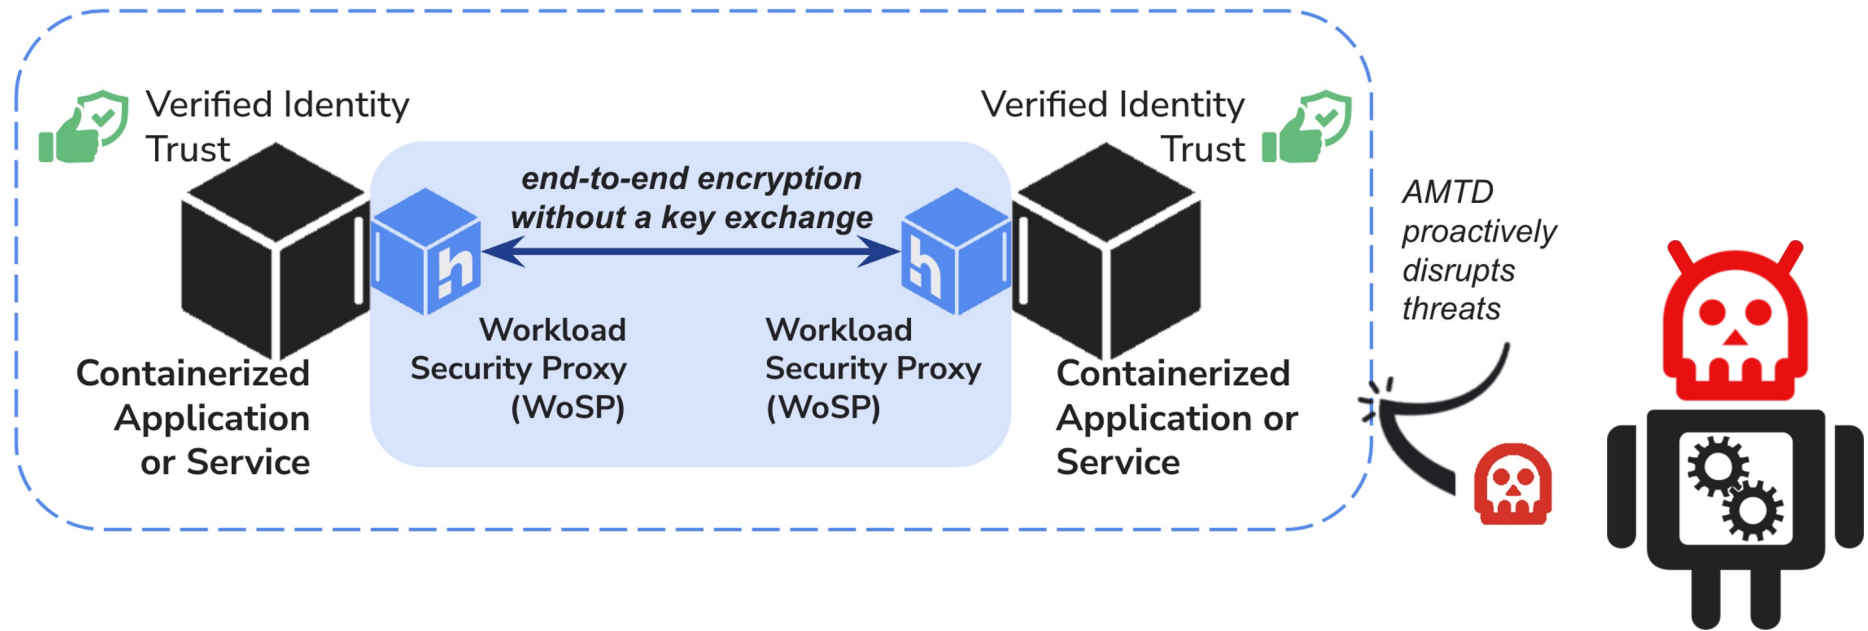 Verified Identity
Trust
Verified Identity
Trust
end-to-end encryption
without a key exchange
h
h
Workload
Security Proxy
(WoSP)
Workload
Security Proxy
(WoSP)
Containerized
Application
or Service
Containerized
Application or
Service
AMTD
proactively
disrupts
threats